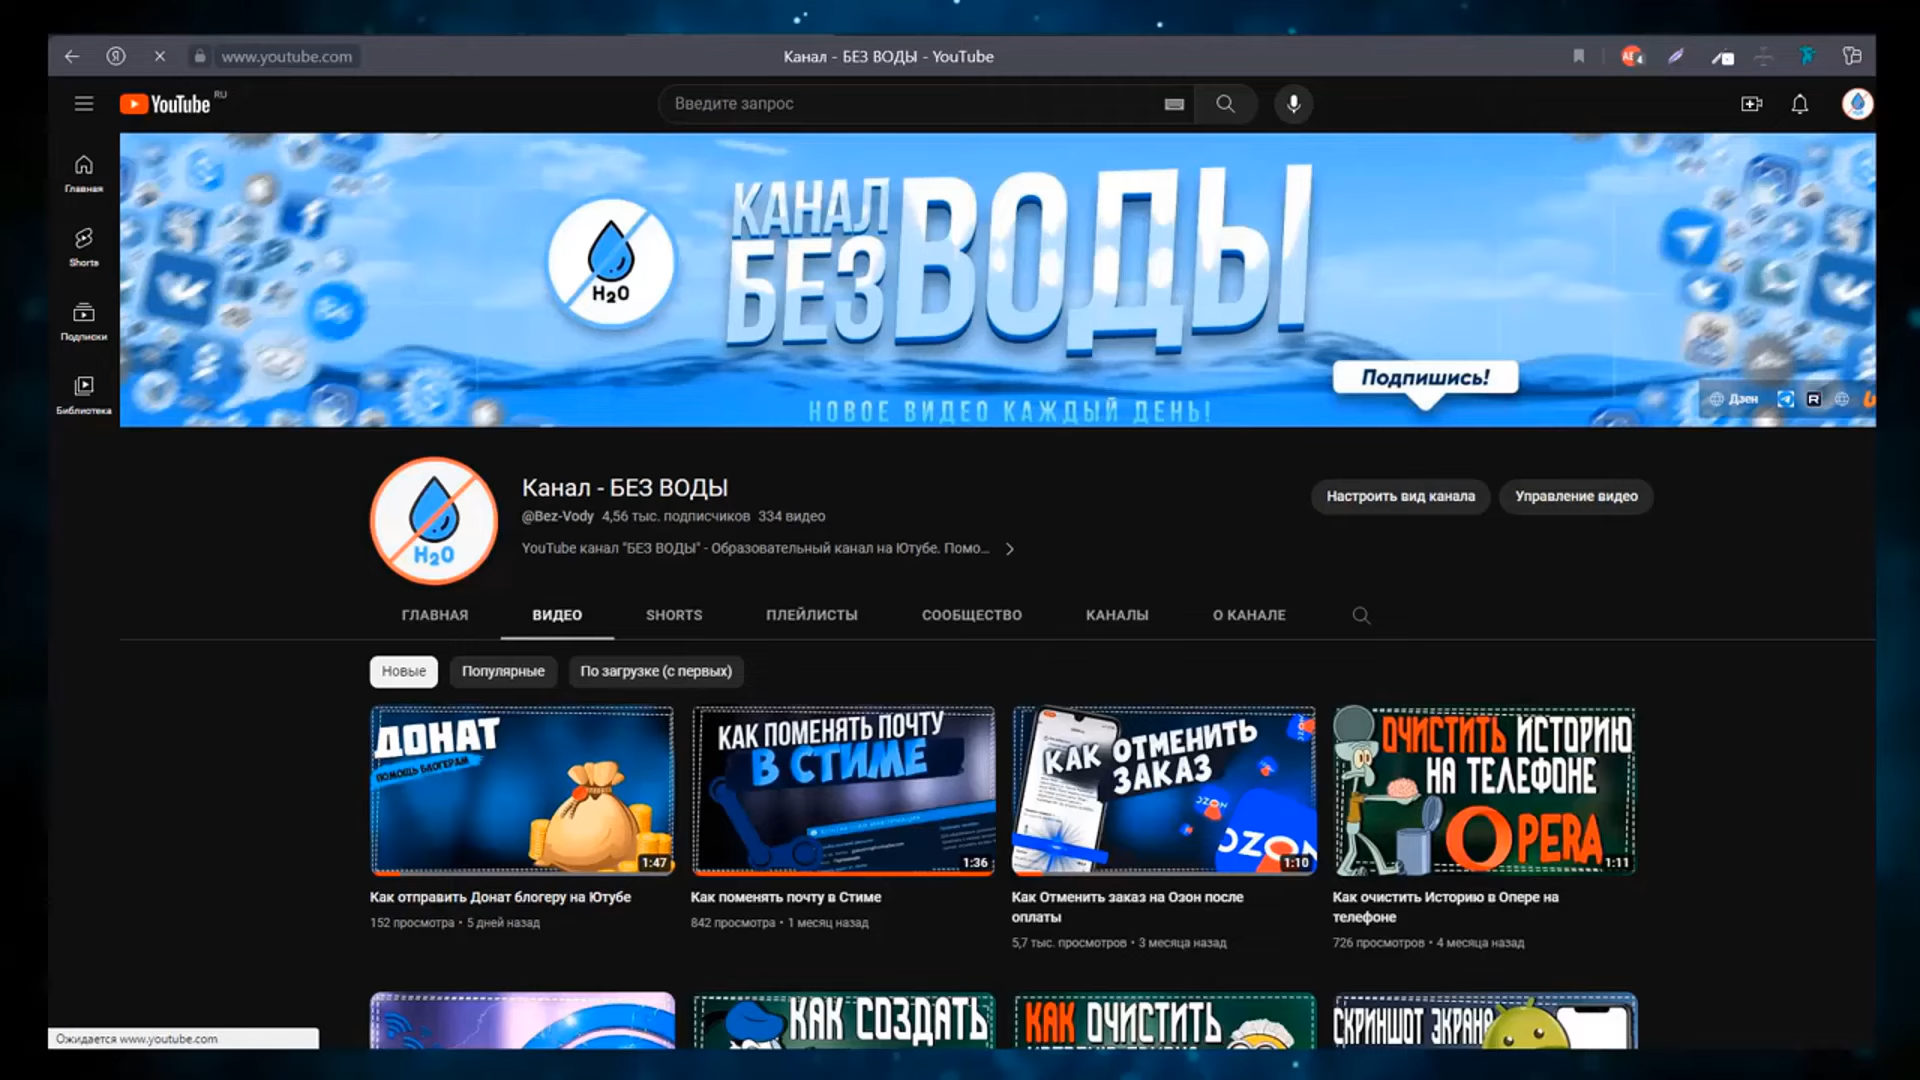 www.youtube.com
Канал - БЕЗ ВОДЫ - YouTube
4
YouTube RU
Введите запрос
Главная
Shorts
Подписки
Библиотека
H2O
КАНАЛ
БЕЗ ВОДЫ
Подпишись!
НОВОЕ ВИДЕО КАЖДЫЙ ДЕНЬ!
Дзен
H2O
Канал - БЕЗ ВОДЫ
@Bez-Vody 4,56 тыс. подписчиков 334 видео
YouTube канал "БЕЗ ВОДЫ" - Образовательный канал на Ютубе. Помо...
Настроить вид канала
Управление видео
ГЛАВНАЯ
ВИДЕО
SHORTS
ПЛЕЙЛИСТЫ
СООБЩЕСТВО
КАНАЛЫ
О КАНАЛЕ
Новые
Популярные
По загрузке (с первых)
ДОНАТ
ПОМОЩЬ БЛОГЕРАМ
1:47
КАК ПОМЕНЯТЬ ПОЧТУ
В СТИМЕ
1:36
КАК ОТМЕНИТЬ
ЗАКАЗ
OZON
OZON
1:10
ОЧИСТИТЬ ИСТОРИЮ
НА ТЕЛЕФОНЕ
OPERA
1:11
Как отправить Донат блогеру на Ютубе
152 просмотра • 5 дней назад
Как поменять почту в Стиме
842 просмотра • 1 месяц назад
Как Отменить заказ на Озон после
оплаты
5,7 тыс. просмотров • 3 месяца назад
Как очистить Историю в Опере на
телефоне
726 просмотров • 4 месяца назад
КАК СОЗДАТЬ
КАК ОЧИСТИТЬ
СКРИНШОТ ЭКРАНА
Ожидается www.youtube.com